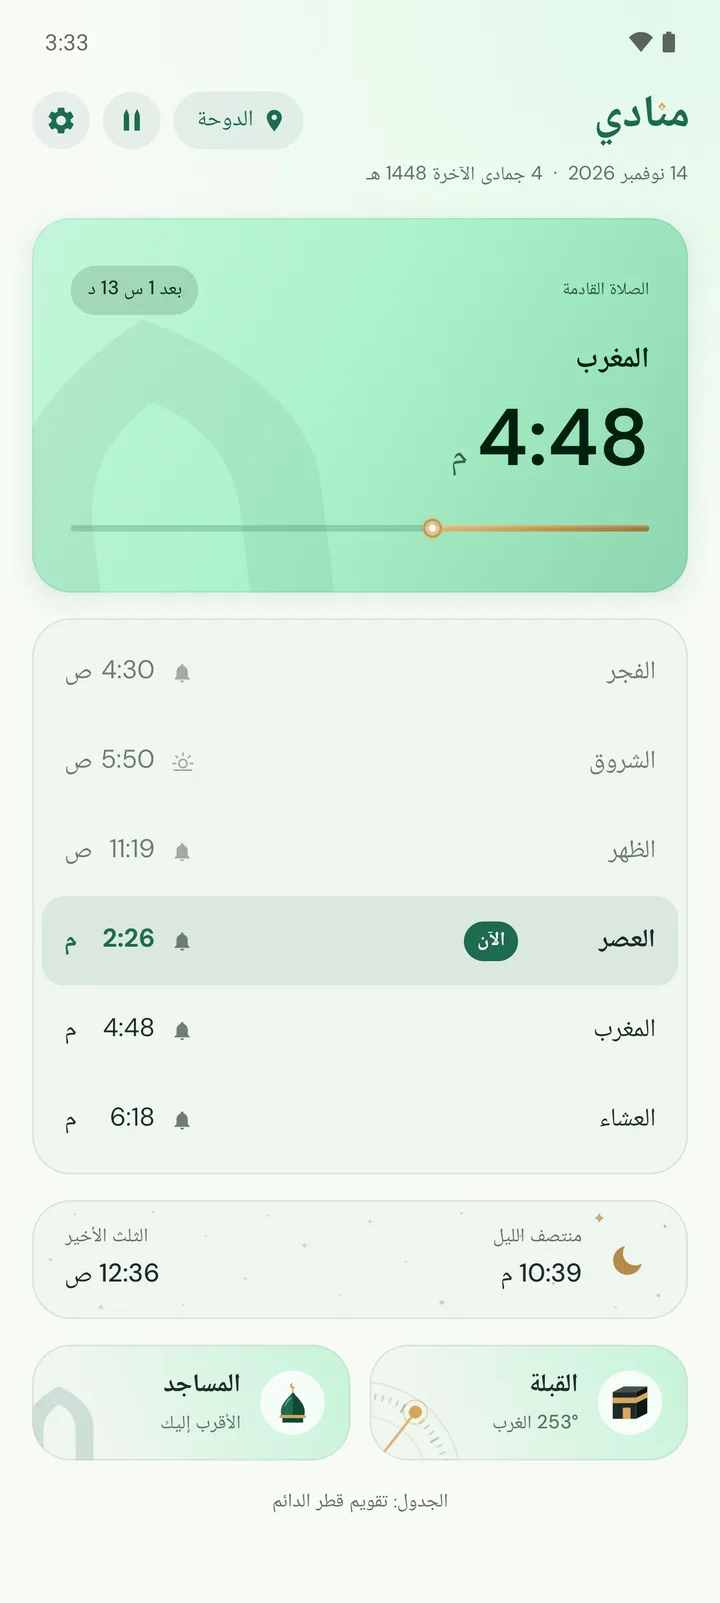 3:33
منادي
الدوحة
14 نوفمبر 2026 · 4 جمادى الآخرة 1448 هـ
الصلاة القادمة
بعد 1 س 13 د
المغرب
4:48 م
الفجر 4:30 ص
الشروق 5:50 ص
الظهر 11:19 ص
العصر الآن 2:26 م
المغرب 4:48 م
العشاء 6:18 م
منتصف الليل
10:39 م
الثلث الأخير
12:36 ص
القبلة
253° الغرب
المساجد
الأقرب إليك
الجدول: تقويم قطر الدائم